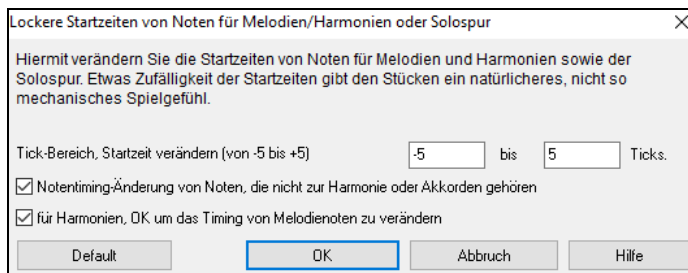 Lockere Startzeiten von Noten für Melodien/Harmonien oder Solospur
Hiermit verändern Sie die Startzeiten von Noten für Melodien und Harmonien sowie der
Solospur. Etwas Zufälligkeit der Startzeiten gibt den Stücken ein natürlicheres, nicht so
mechanisches Spielgefühl.
Tick-Bereich, Startzeit verändern (von -5 bis +5) -5 bis 5 Ticks.
Notentiming-Änderung von Noten, die nicht zur Harmonie oder Akkorden gehören
für Harmonien, OK um das Timing von Melodienoten zu verändern
Default OK Abbruch Hilfe